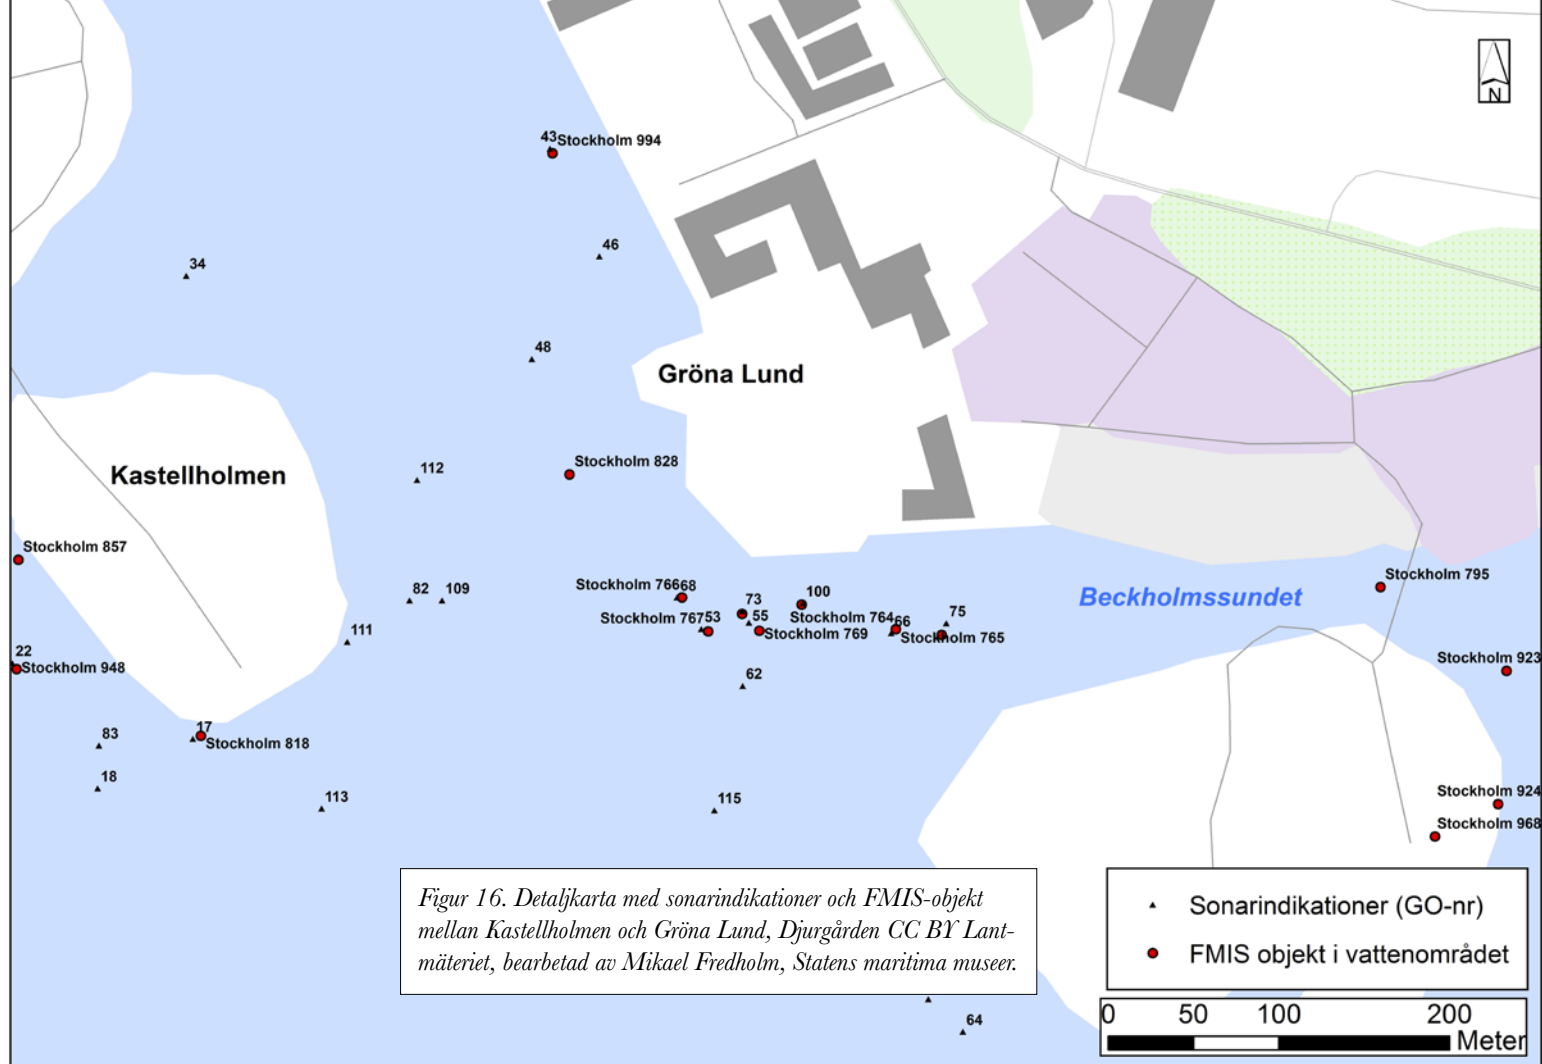 N
43
Stockholm 994
46
34
48
Gröna Lund
Stockholm 828
112
Kastellholmen
Stockholm 857
82
109
Stockholm 766
68
73
100
Stockholm 795
Beckholmssundet
Stockholm 767
53
55
Stockholm 764
66
75
Stockholm 769
Stockholm 765
111
22
Stockholm 948
Stockholm 923
62
17
83
Stockholm 818
18
113
115
Stockholm 924
Stockholm 968
Figur 16. Detaljkarta med sonarindikationer och FMIS-objekt
mellan Kastellholmen och Gröna Lund, Djurgården CC BY Lant-
mäteriet, bearbetad av Mikael Fredholm, Statens maritima museer.
Sonarindikationer (GO-nr)
FMIS objekt i vattenområdet
64
0 50 100 200
Meter